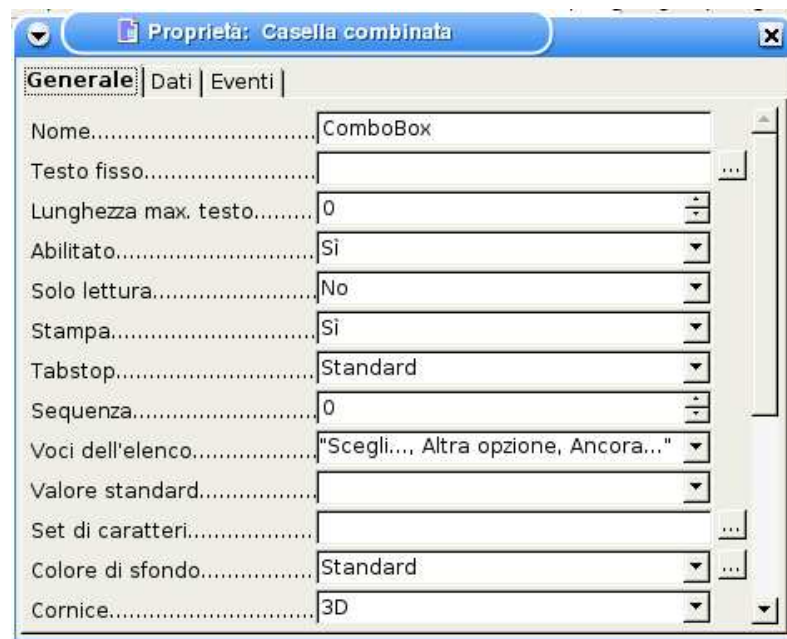 Proprietà: Casella combinata
Generale Dati Eventi
Nome..............................ComboBox
Testo fisso.........................
...
Lunghezza max. testo.........0
Abilitato...........................Sì
Solo lettura.......................No
Stampa............................Sì
Tabstop............................Standard
Sequenza.........................0
Voci dell'elenco................."Scegli..., Altra opzione, Ancora..."
Valore standard.................
Set di caratteri..................
...
Colore di sfondo................Standard
...
Cornice............................3D